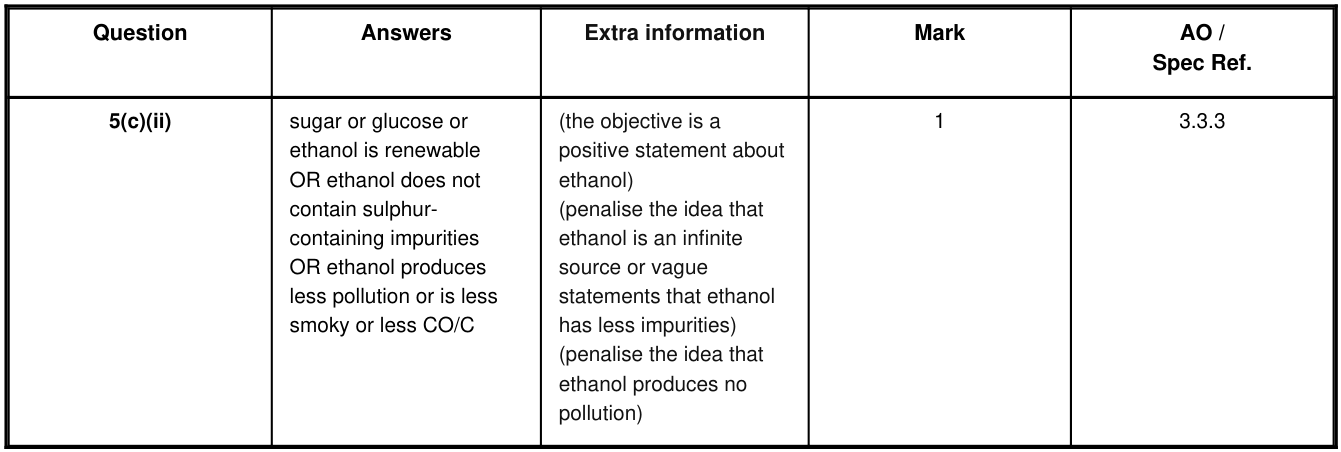 Question Answers Extra information Mark AO /
Spec Ref.
5(c)(ii)
sugar or glucose or
ethanol is renewable
OR ethanol does not
contain sulphur-
containing impurities
OR ethanol produces
less pollution or is less
smoky or less CO/C
(the objective is a
positive statement about
ethanol)
(penalise the idea that
ethanol is an infinite
source or vague
statements that ethanol
has less impurities)
(penalise the idea that
ethanol produces no
pollution)
1
3.3.3